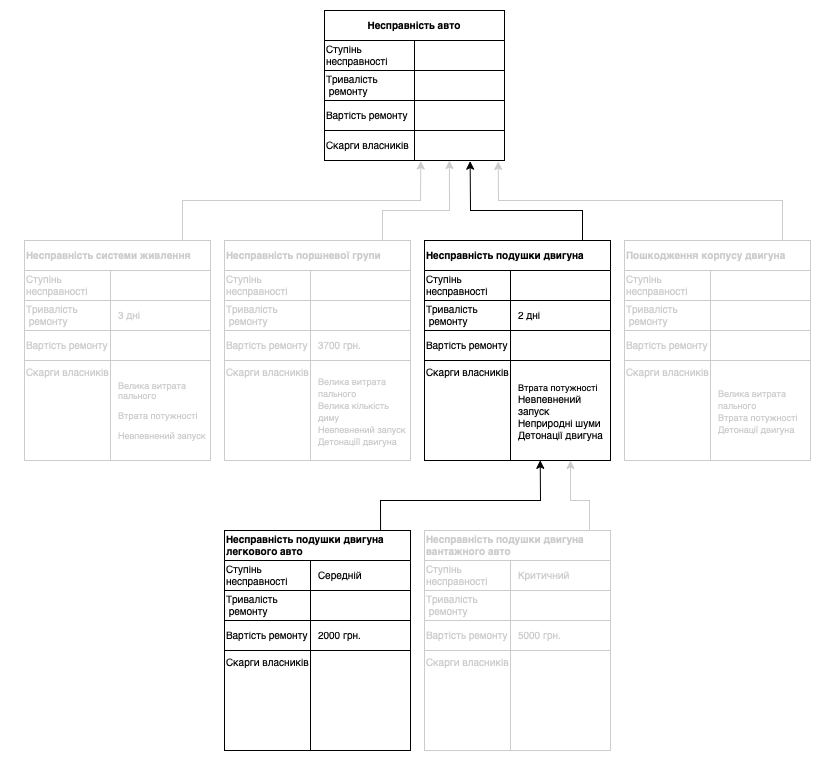 Несправність авто
Ступінь
несправності
Тривалість
ремонту
Вартість ремонту
Скарги власників
Несправність системи живлення
Ступінь
несправності
Тривалість
ремонту
3 дні
Вартість ремонту
Скарги власників
Велика витрата
пального
Втрата потужності
Невпевнений запуск
Несправність поршневої групи
Ступінь
несправності
Тривалість
ремонту
Вартість ремонту
3700 грн.
Скарги власників
Велика витрата
пального
Велика кількість
диму
Невпевнений запуск
Детонаціїї двигуна
Несправність подушки двигуна
Ступінь
несправності
Тривалість
ремонту
2 дні
Вартість ремонту
Скарги власників
Втрата потужності
Невпевнений
запуск
Неприродні шуми
Детонації двигуна
Пошкодження корпусу двигуна
Ступінь
несправності
Тривалість
ремонту
Вартість ремонту
Скарги власників
Велика витрата
пального
Втрата потужності
Детонації двигуна
Несправність подушки двигуна
легкового авто
Ступінь
несправності
Середній
Тривалість
ремонту
Вартість ремонту
2000 грн.
Скарги власників
Несправність подушки двигуна
вантажного авто
Ступінь
несправності
Критичний
Тривалість
ремонту
Вартість ремонту
5000 грн.
Скарги власників